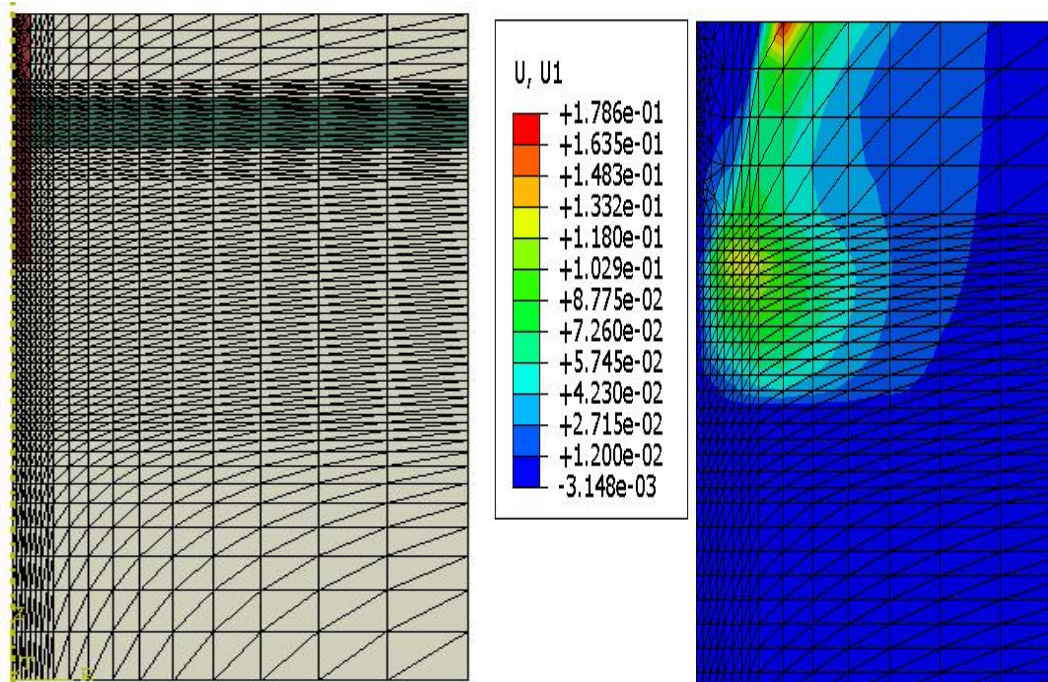 U, U1
+1.786e-01
+1.635e-01
+1.483e-01
+1.332e-01
+1.180e-01
+1.029e-01
+8.775e-02
+7.260e-02
+5.745e-02
+4.230e-02
+2.715e-02
+1.200e-02
-3.148e-03